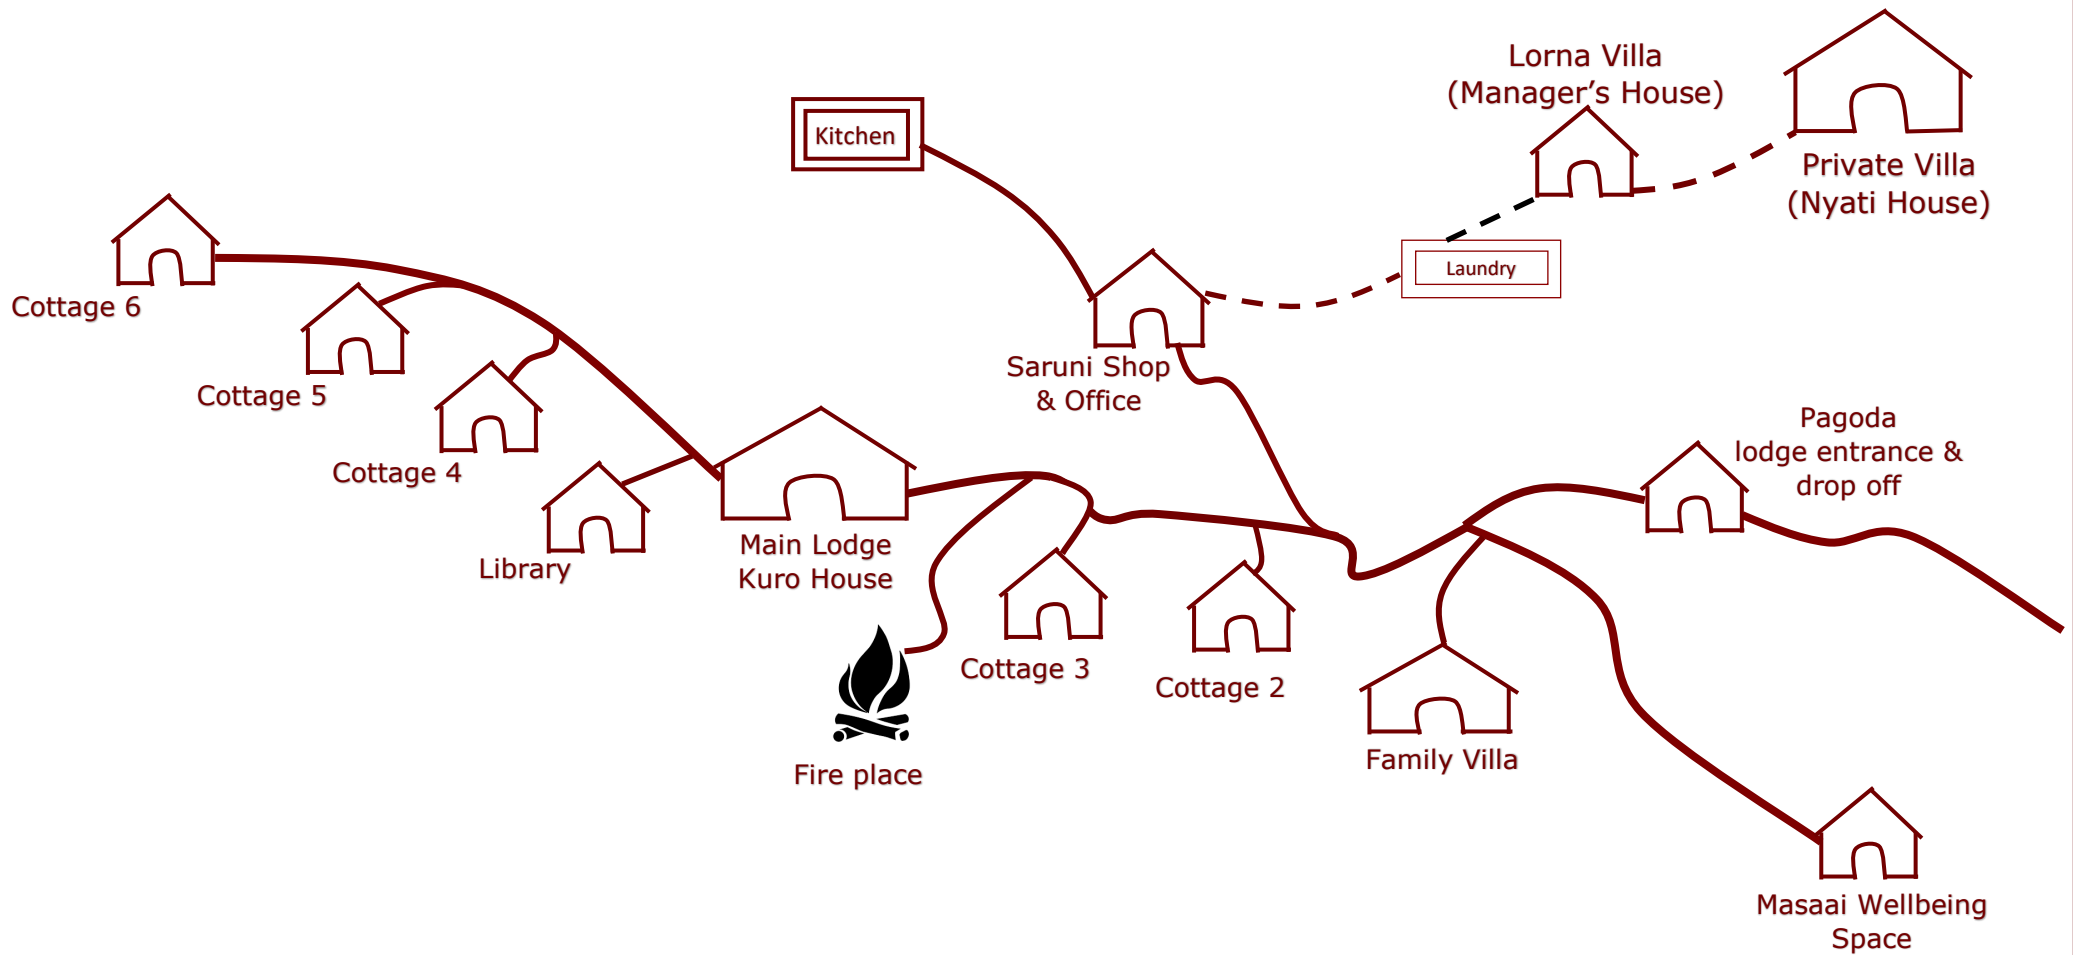 Lorna Villa
(Manager’s House)
Kitchen
Private Villa
(Nyati House)
Laundry
Cottage 6
Saruni Shop
& Office
Cottage 5
Pagoda
lodge entrance &
drop off
Cottage 4
Main Lodge
Kuro House
Library
Cottage 3
Cottage 2
Family Villa
Fire place
Masaai Wellbeing
Space